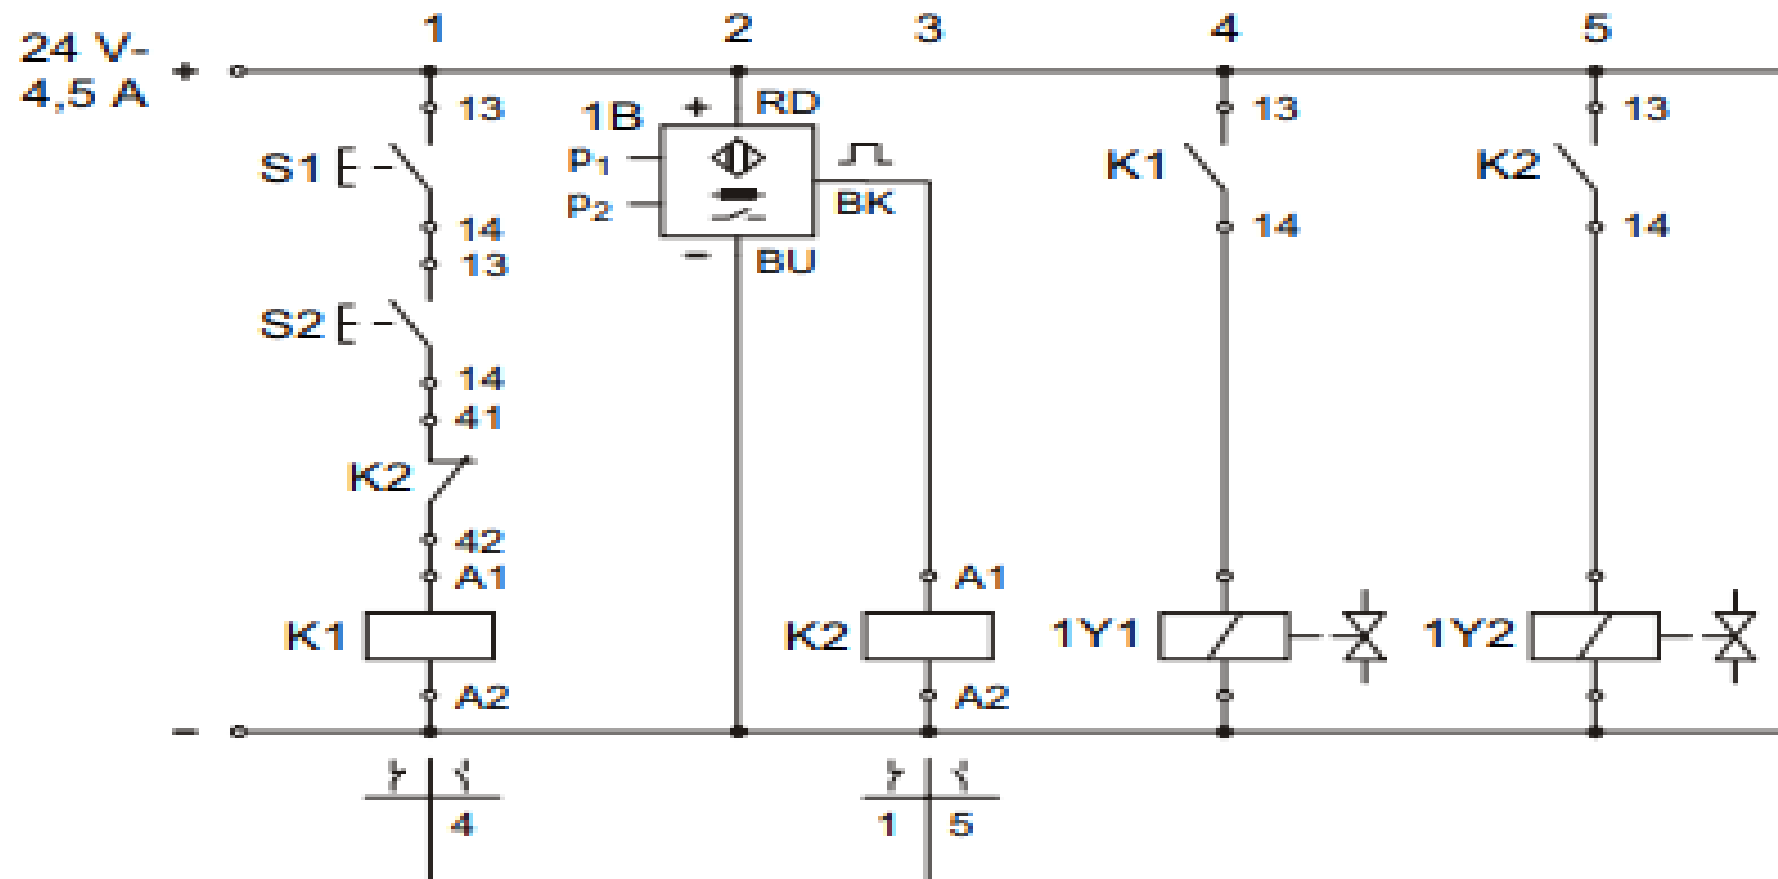 1 2 3 4 5
24 V-
4,5 A
+
13 1B + RD 13 13
S1 P1 BK K1 K2
P2
14 14 14
13 - BU
S2
14
41
K2
42
A1 A1
K1 K2 1Y1 1Y2
A2 A2
-
4 1 5